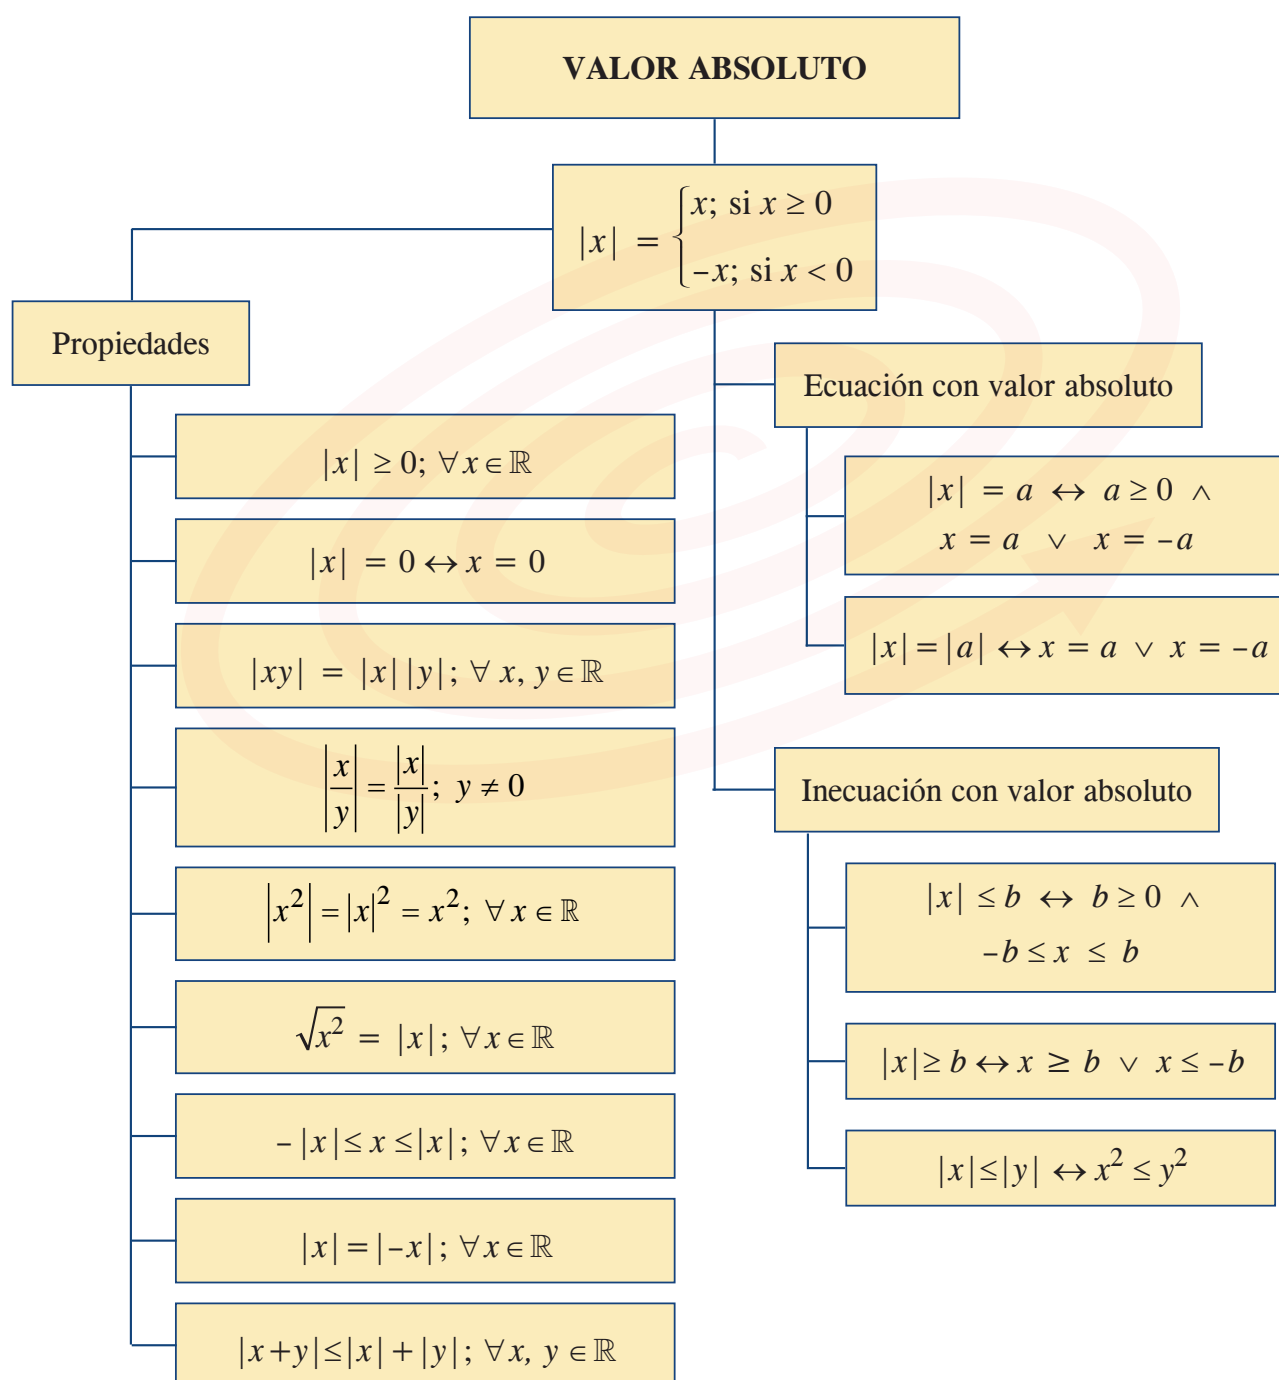 VALOR ABSOLUTO
|x| = { x; si x ≥ 0
−x; si x < 0
Propiedades
|x| ≥ 0; ∀ x ∈ ℝ
|x| = 0 ↔ x = 0
|xy| = |x| |y|; ∀ x, y ∈ ℝ
|x/y| = |x|/|y|; y ≠ 0
|x²| = |x|² = x²; ∀ x ∈ ℝ
√x² = |x|; ∀ x ∈ ℝ
− |x| ≤ x ≤ |x|; ∀ x ∈ ℝ
|x| = |−x|; ∀ x ∈ ℝ
|x+y| ≤ |x| + |y|; ∀ x, y ∈ ℝ
Ecuación con valor absoluto
|x| = a ↔ a ≥ 0 ∧
x = a ∨ x = −a
|x| = |a| ↔ x = a ∨ x = −a
Inecuación con valor absoluto
|x| ≤ b ↔ b ≥ 0 ∧
−b ≤ x ≤ b
|x| ≥ b ↔ x ≥ b ∨ x ≤ −b
|x| ≤ |y| ↔ x² ≤ y²